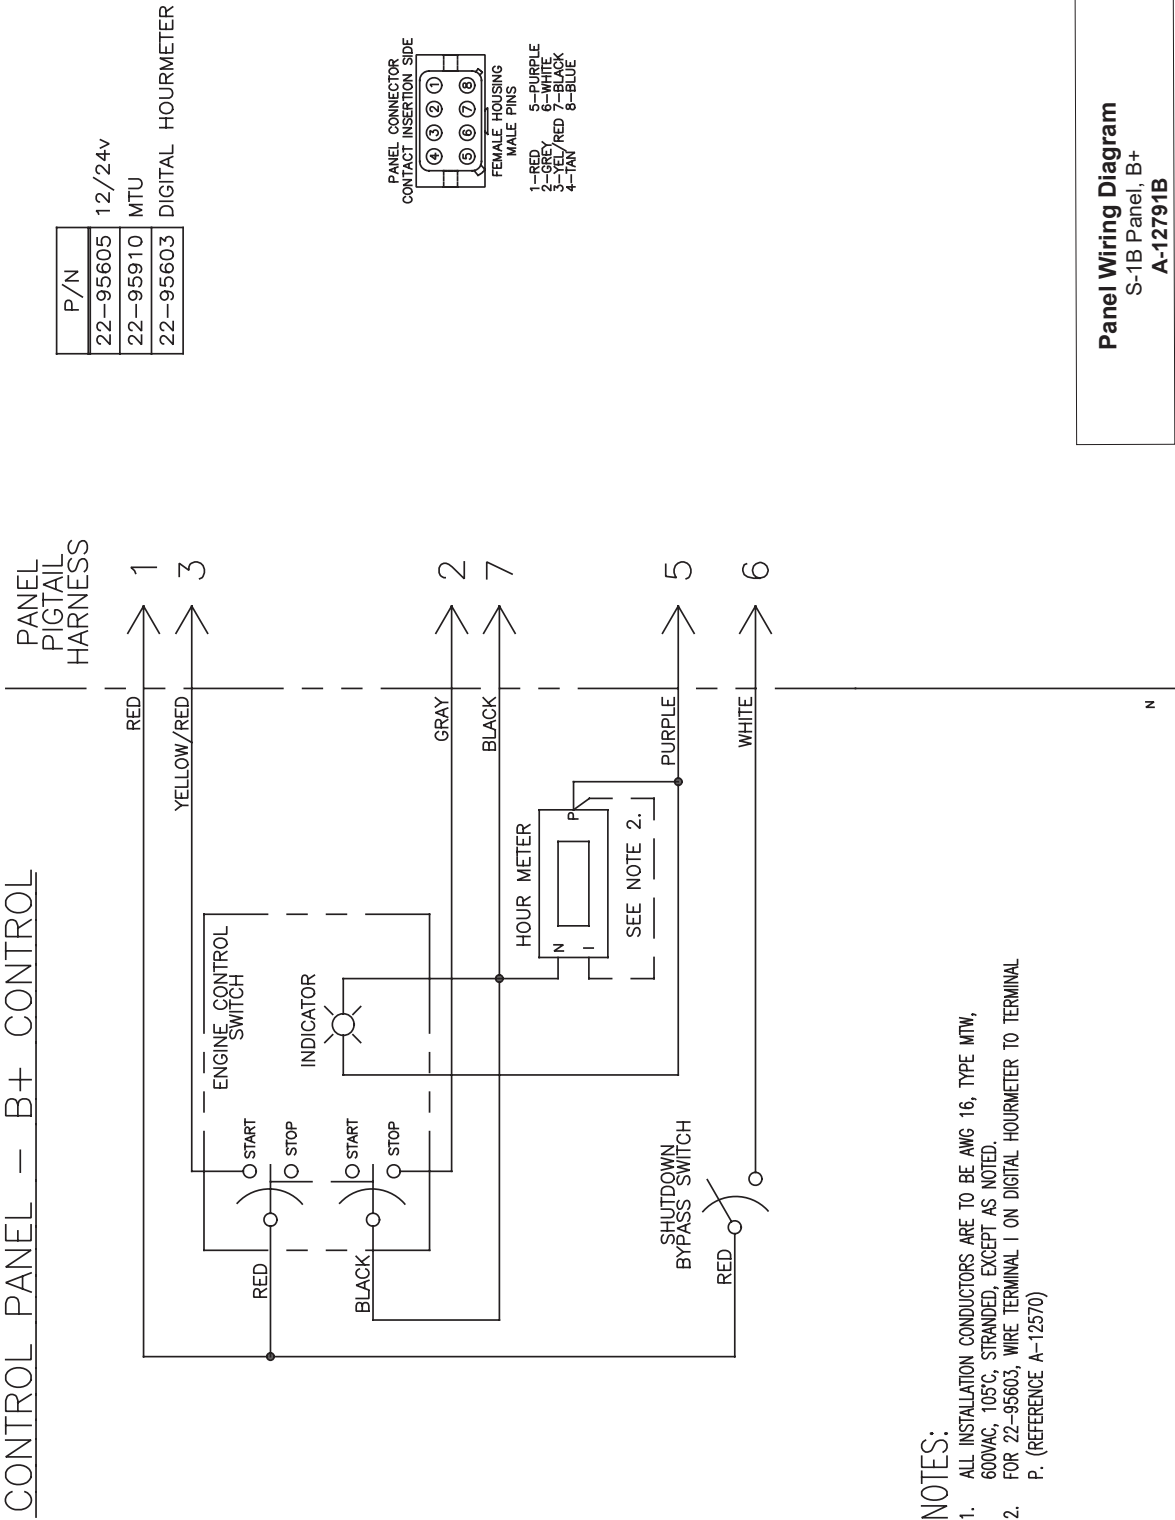 CONTROL PANEL – B+ CONTROL
PANEL
PIGTAIL
HARNESS
P/N
22-95605 12/24v
22-95910 MTU
22-95603 DIGITAL HOURMETER
RED
1
YELLOW/RED
3
ENGINE CONTROL
SWITCH
START
STOP
RED
INDICATOR
START
STOP
BLACK
GRAY
2
BLACK
7
HOUR METER
N
I
P
SEE NOTE 2.
PURPLE
5
SHUTDOWN
BYPASS SWITCH
RED
WHITE
6
PANEL CONNECTOR
CONTACT INSERTION SIDE
4 3 2 1
5 6 7 8
FEMALE HOUSING
MALE PINS
1-RED 5-PURPLE
2-GREY 6-WHITE
3-YEL/RED 7-BLACK
4-TAN 8-BLUE
NOTES:
1. ALL INSTALLATION CONDUCTORS ARE TO BE AWG 16, TYPE MTW,
600VAC, 105°C, STRANDED, EXCEPT AS NOTED.
2. FOR 22-95603, WIRE TERMINAL I ON DIGITAL HOURMETER TO TERMINAL
P. (REFERENCE A-12570)
Panel Wiring Diagram
S-1B Panel, B+
A-12791B
N